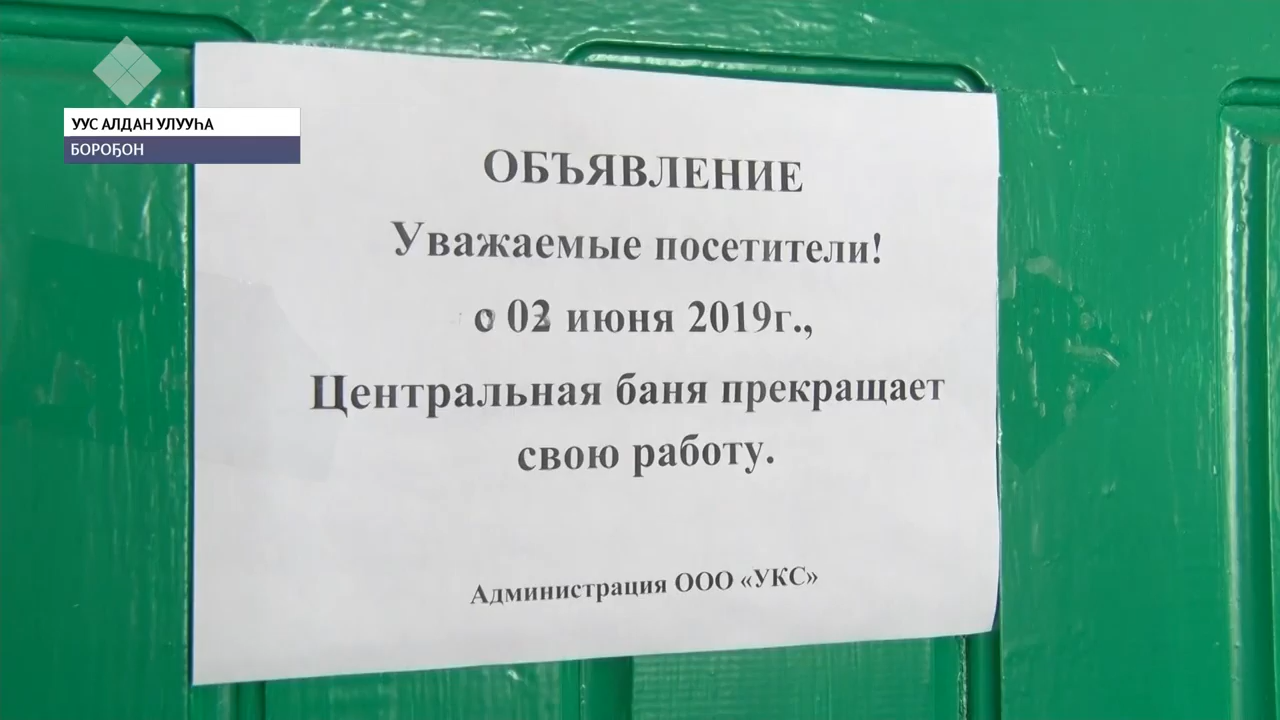 УУС АЛДАН УЛУУҺА
БОРОҔОН
ОБЪЯВЛЕНИЕ
Уважаемые посетители!
с 02 июня 2019г.,
Центральная баня прекращает
свою работу.
Администрация ООО «УКС»